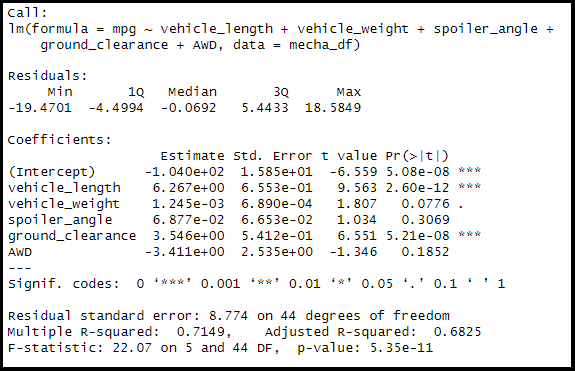 Call:
lm(formula = mpg ~ vehicle_length + vehicle_weight + spoiler_angle +
    ground_clearance + AWD, data = mecha_df)

Residuals:
     Min       1Q   Median       3Q      Max
-19.4701  -4.4994  -0.0692   5.4433  18.5849

Coefficients:
                   Estimate Std. Error t value Pr(>|t|)
(Intercept)      -1.040e+02  1.585e+01  -6.559 5.08e-08 ***
vehicle_length    6.267e+00  6.553e-01   9.563 2.60e-12 ***
vehicle_weight    1.245e-03  6.890e-04   1.807   0.0776 .
spoiler_angle     6.877e-02  6.653e-02   1.034   0.3069
ground_clearance  3.546e+00  5.412e-01   6.551 5.21e-08 ***
AWD              -3.411e+00  2.535e+00  -1.346   0.1852
---
Signif. codes:  0 ‘***’ 0.001 ‘**’ 0.01 ‘*’ 0.05 ‘.’ 0.1 ‘ ’ 1

Residual standard error: 8.774 on 44 degrees of freedom
Multiple R-squared:  0.7149,	Adjusted R-squared:  0.6825
F-statistic: 22.07 on 5 and 44 DF,  p-value: 5.35e-11